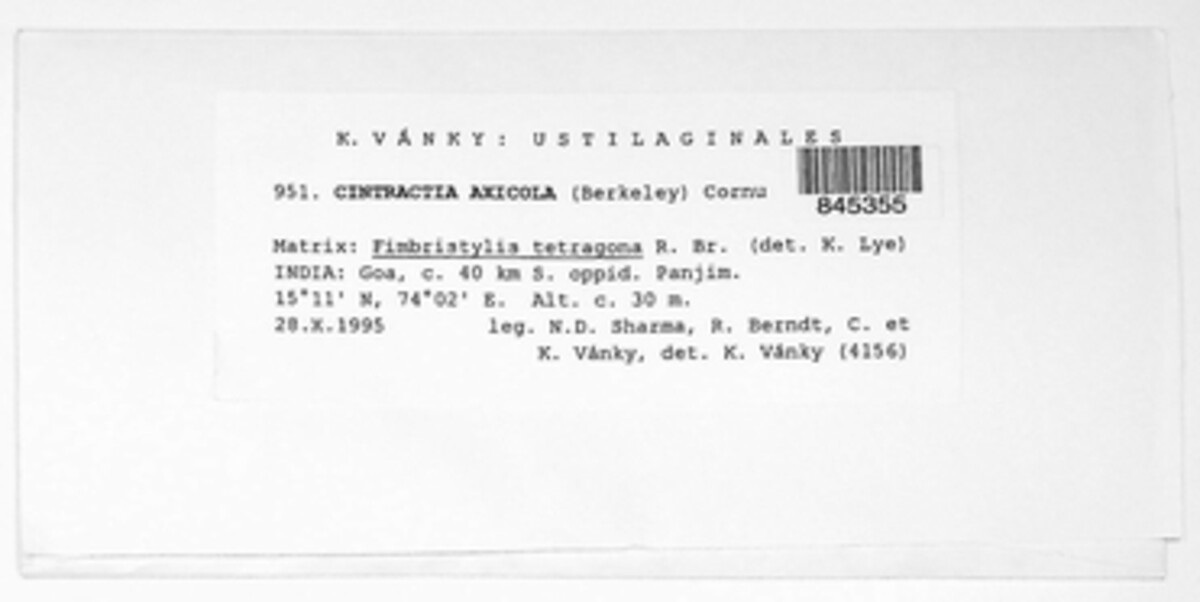 K. VÁNKY: USTILAGINALES
951. CINTRACTIA AXICOLA (Berkeley) Cornu
845355
Matrix: Fimbristylis tetragona R. Br. (det. K. Lye)
INDIA: Goa, c. 40 km S. oppid. Panjim.
15°11' N, 74°02' E. Alt. c. 30 m.
28.X.1995 leg. N.D. Sharma, R. Berndt, C. et
K. Vánky, det. K. Vánky (4156)